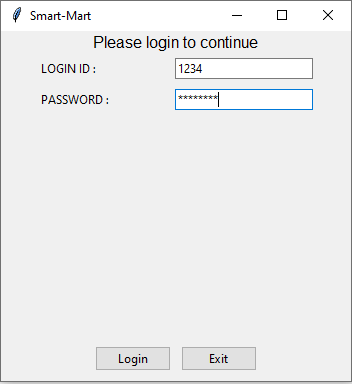 Smart-Mart
Please login to continue
LOGIN ID : 1234
PASSWORD : ********
Login Exit